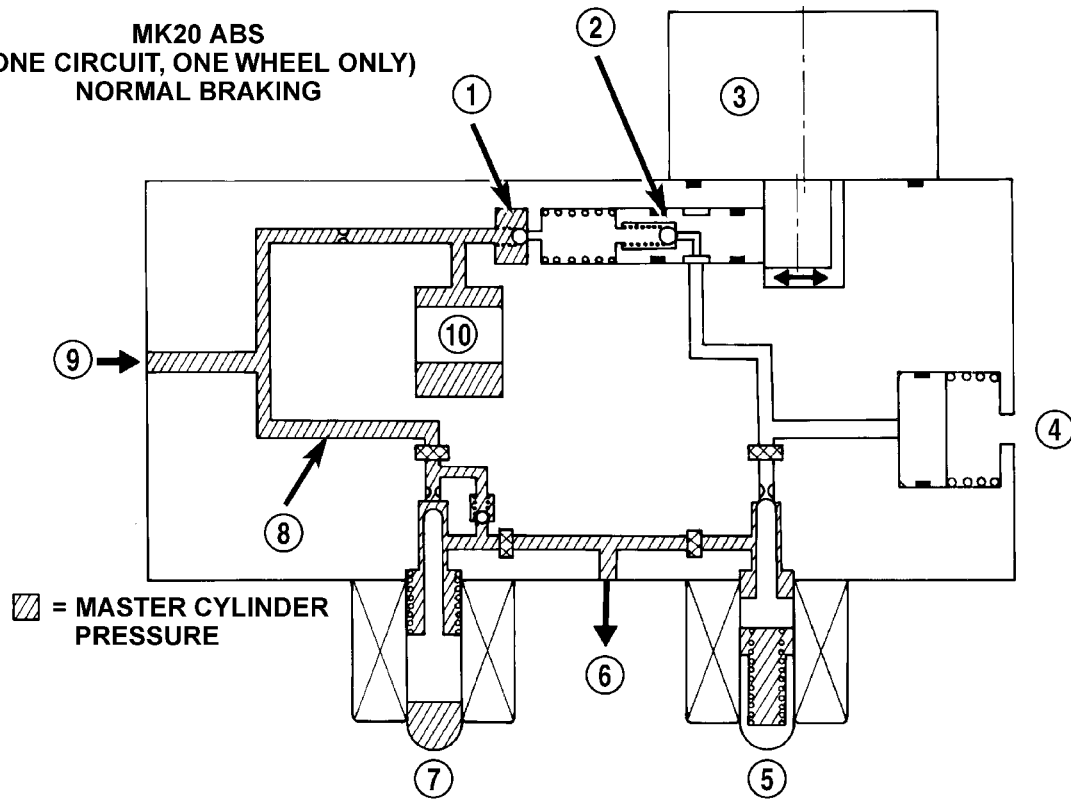 MK20 ABS
ONE CIRCUIT, ONE WHEEL ONLY)
NORMAL BRAKING
1
2
3
4
5
6
7
8
9
10
= MASTER CYLINDER
PRESSURE